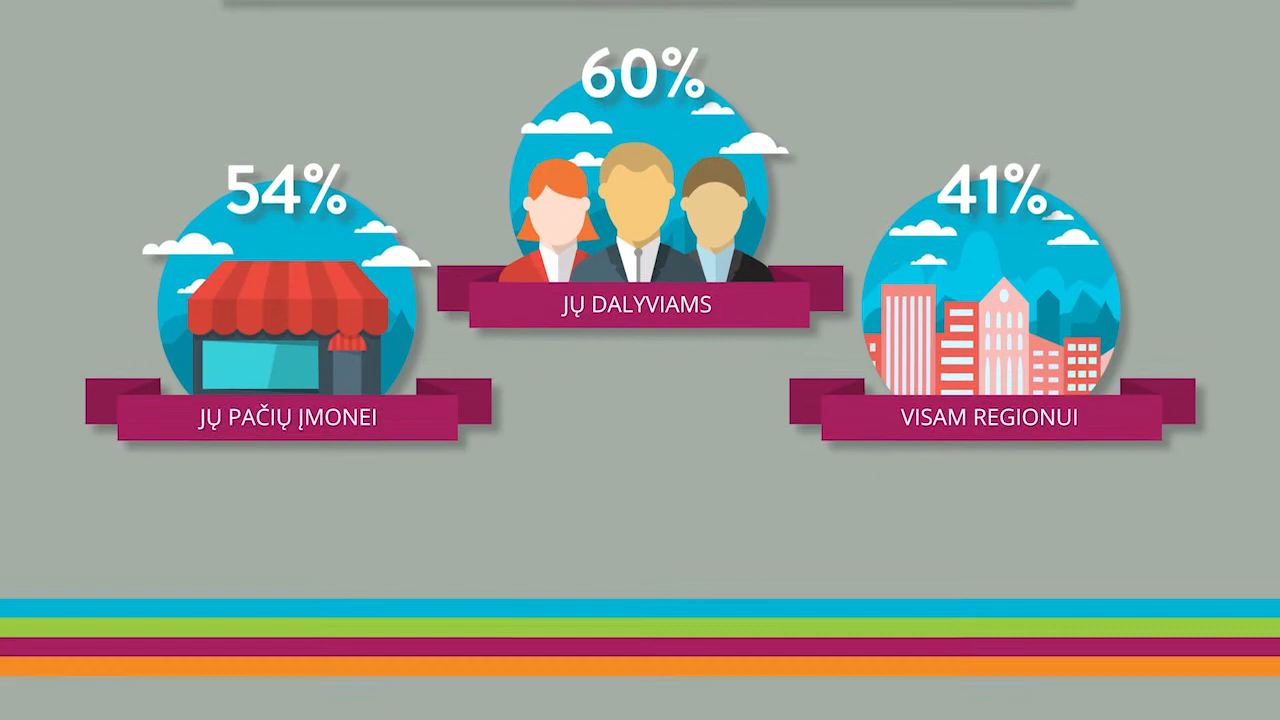 60%
JŲ DALYVIAMS
54%
JŲ PAČIŲ ĮMONEI
41%
VISAM REGIONUI